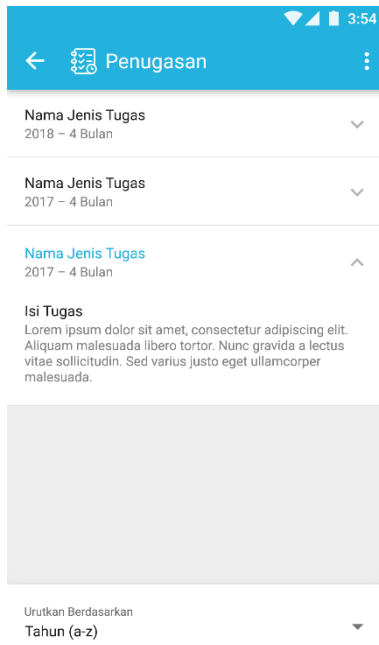 3:54
Penugasan
Nama Jenis Tugas
2018 – 4 Bulan
Nama Jenis Tugas
2017 – 4 Bulan
Nama Jenis Tugas
2017 – 4 Bulan
Isi Tugas
Lorem ipsum dolor sit amet, consectetur adipiscing elit.
Aliquam malesuada libero tortor. Nunc gravida a lectus
vitae sollicitudin. Sed varius justo eget ullamcorper
malesuada.
Urutkan Berdasarkan
Tahun (a-z)